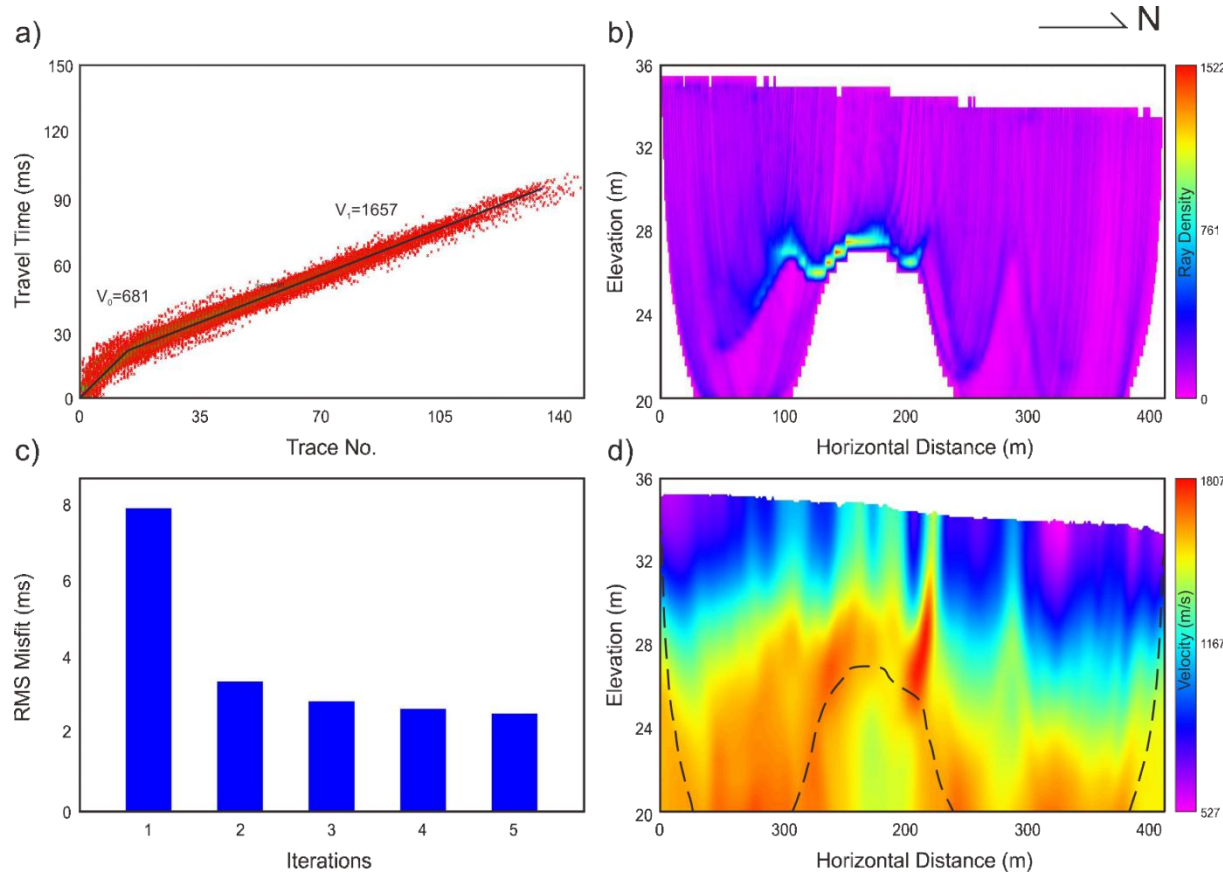 N
a)
150
120
90
60
30
0
Travel Time (ms)
V0=681
V1=1657
0 35 70 105 140
Trace No.
b)
36
32
28
24
20
Elevation (m)
0 100 200 300 400
Horizontal Distance (m)
1522
761
0
Ray Density
c)
8
6
4
2
0
RMS Misfit (ms)
1 2 3 4 5
Iterations
d)
36
32
28
24
20
Elevation (m)
0 300 200 300 400
Horizontal Distance (m)
1807
1167
527
Velocity (m/s)